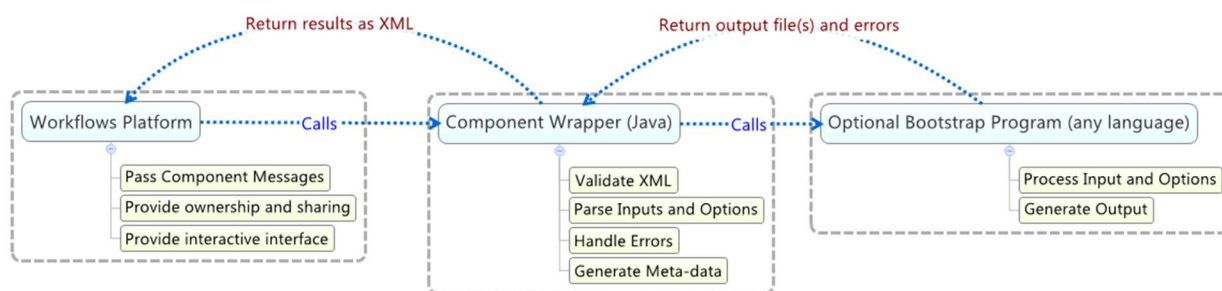 Return results as XML
Return output file(s) and errors
Workflows Platform
Calls
Component Wrapper (Java)
Calls
Optional Bootstrap Program (any language)
Pass Component Messages
Provide ownership and sharing
Provide interactive interface
Validate XML
Parse Inputs and Options
Handle Errors
Generate Meta-data
Process Input and Options
Generate Output